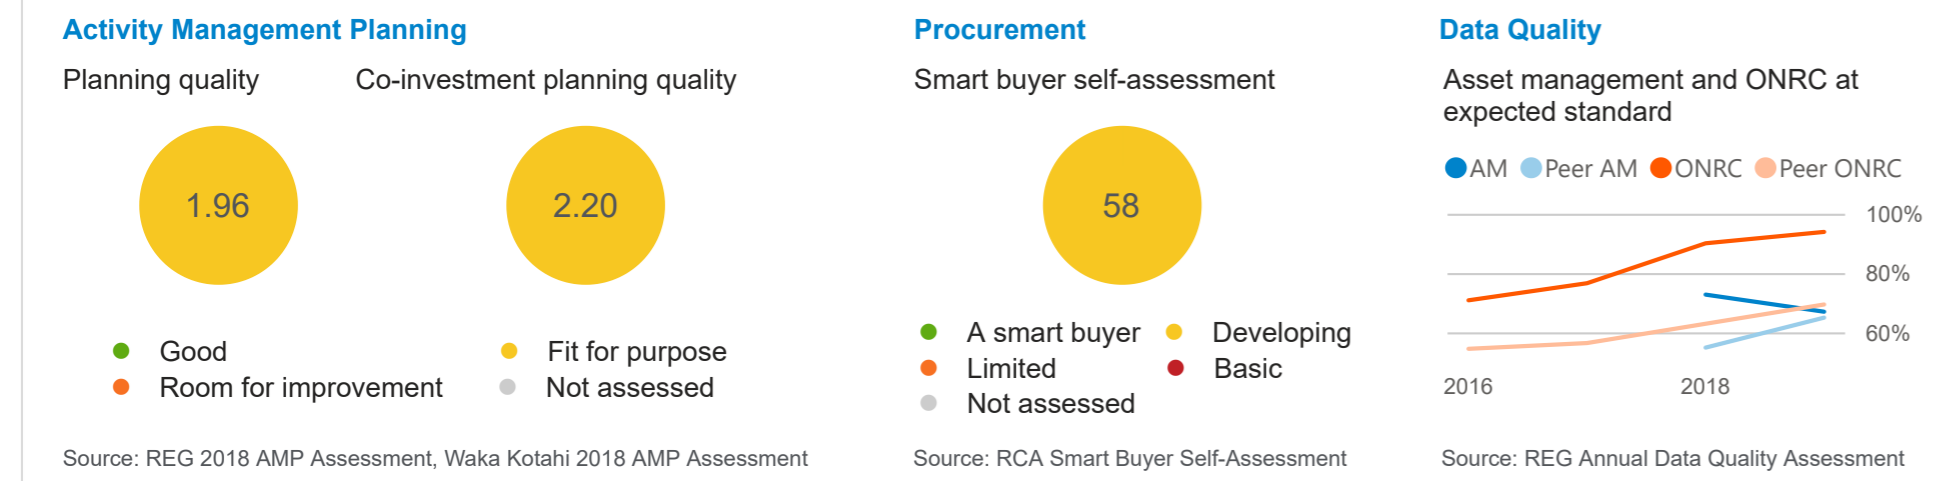 Activity Management Planning
Planning quality
Co-investment planning quality
1.96
2.20
Good
Fit for purpose
Room for improvement
Not assessed
Source: REG 2018 AMP Assessment, Waka Kotahi 2018 AMP Assessment
Procurement
Smart buyer self-assessment
58
A smart buyer
Developing
Limited
Basic
Not assessed
Source: RCA Smart Buyer Self-Assessment
Data Quality
Asset management and ONRC at
expected standard
AM
Peer AM
ONRC
Peer ONRC
100%
80%
60%
2016
2018
Source: REG Annual Data Quality Assessment